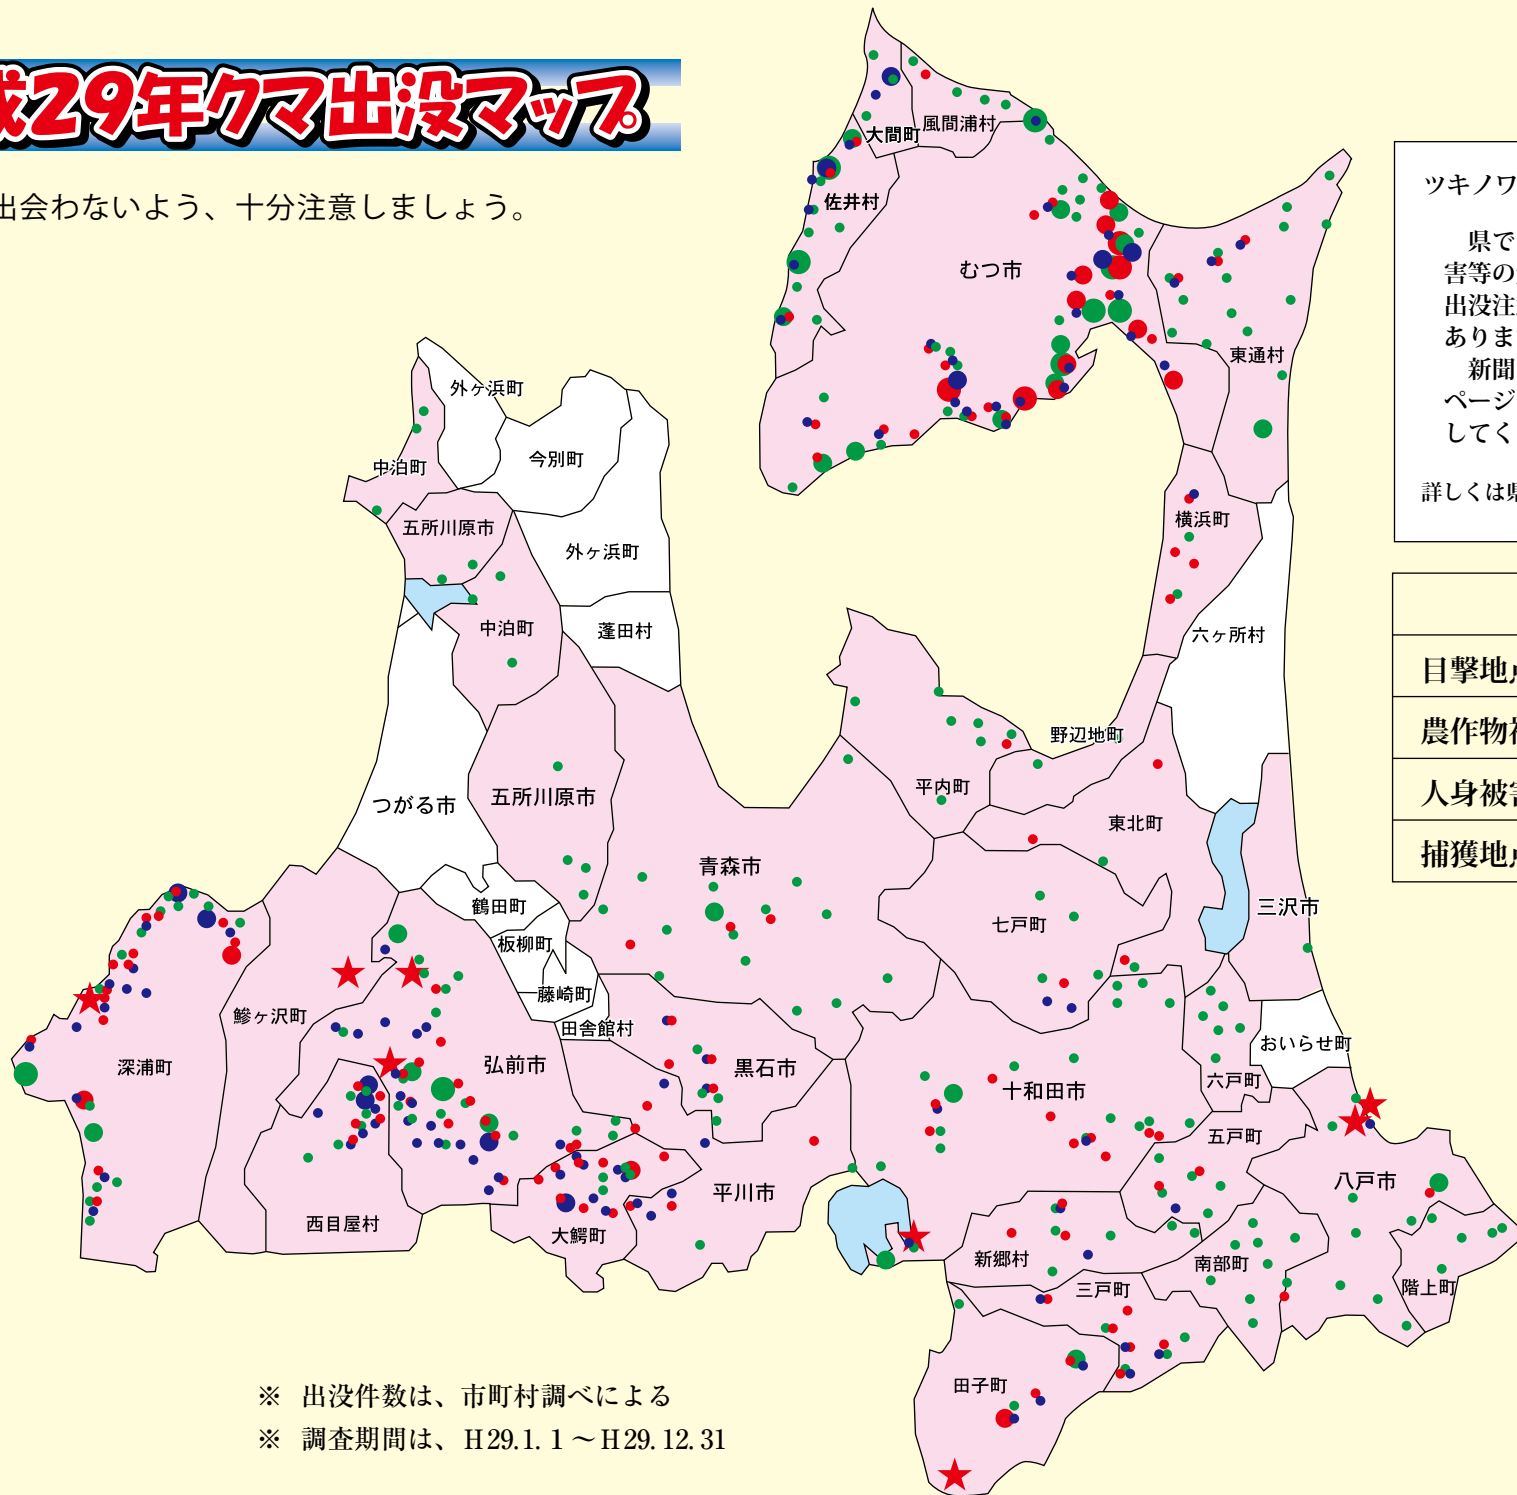 成29年クマ出没マップ
出会わないよう、十分注意しましょう。
ツキノワ
県で
害等の
出没注
ありま
新聞
ページ
してく
詳しくは県
目撃地点
農作物被
人身被害
捕獲地点
大間町
風間浦村
佐井村
むつ市
東通村
外ヶ浜町
今別町
中泊町
五所川原市
外ヶ浜町
横浜町
中泊町
蓬田村
六ヶ所村
野辺地町
平内町
つがる市
五所川原市
東北町
青森市
鶴田町
七戸町
三沢市
板柳町
藤崎町
鰺ヶ沢町
田舎館村
おいらせ町
深浦町
弘前市
黒石市
六戸町
十和田市
五戸町
八戸市
平川市
西目屋村
大鰐町
新郷村
南部町
三戸町
階上町
田子町
※ 出没件数は、市町村調べによる
※ 調査期間は、H29.1. 1 ～ H29. 12. 31